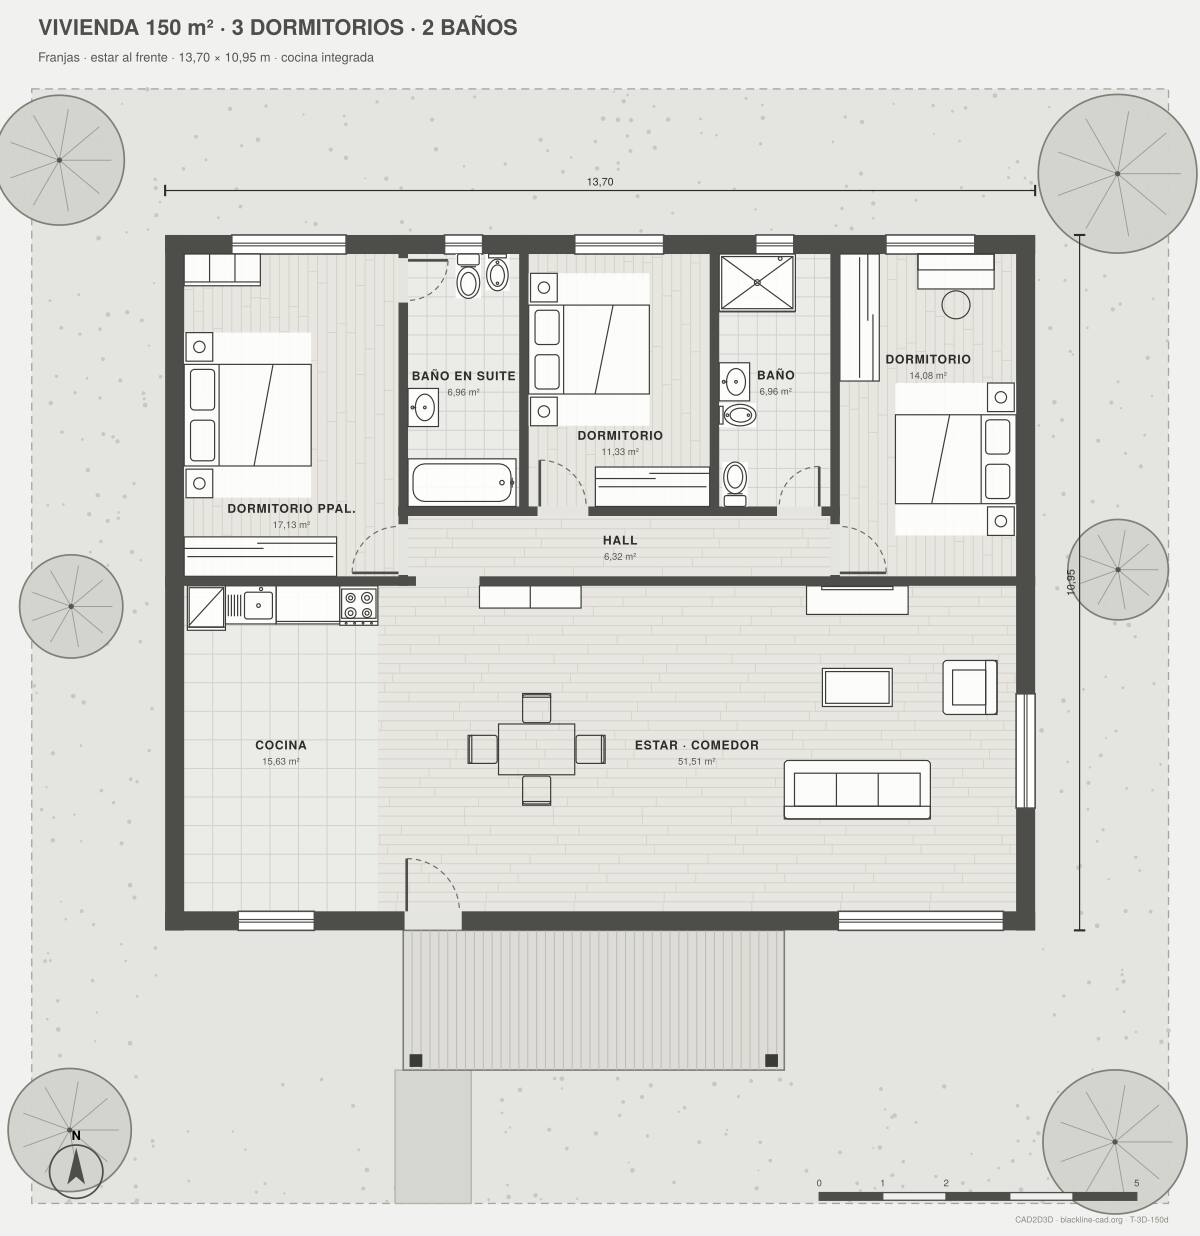 VIVIENDA 150 m² · 3 DORMITORIOS · 2 BAÑOS
Franjas · estar al frente · 13,70 × 10,95 m · cocina integrada
13,70
10,95
BAÑO EN SUITE
6,96 m²
BAÑO
6,96 m²
DORMITORIO
14,08 m²
DORMITORIO
11,33 m²
DORMITORIO PPAL.
17,13 m²
HALL
6,32 m²
COCINA
15,63 m²
ESTAR · COMEDOR
51,51 m²
N
0 1 2 5
CAD2D3D · blackline-cad.org · T-3D-150d